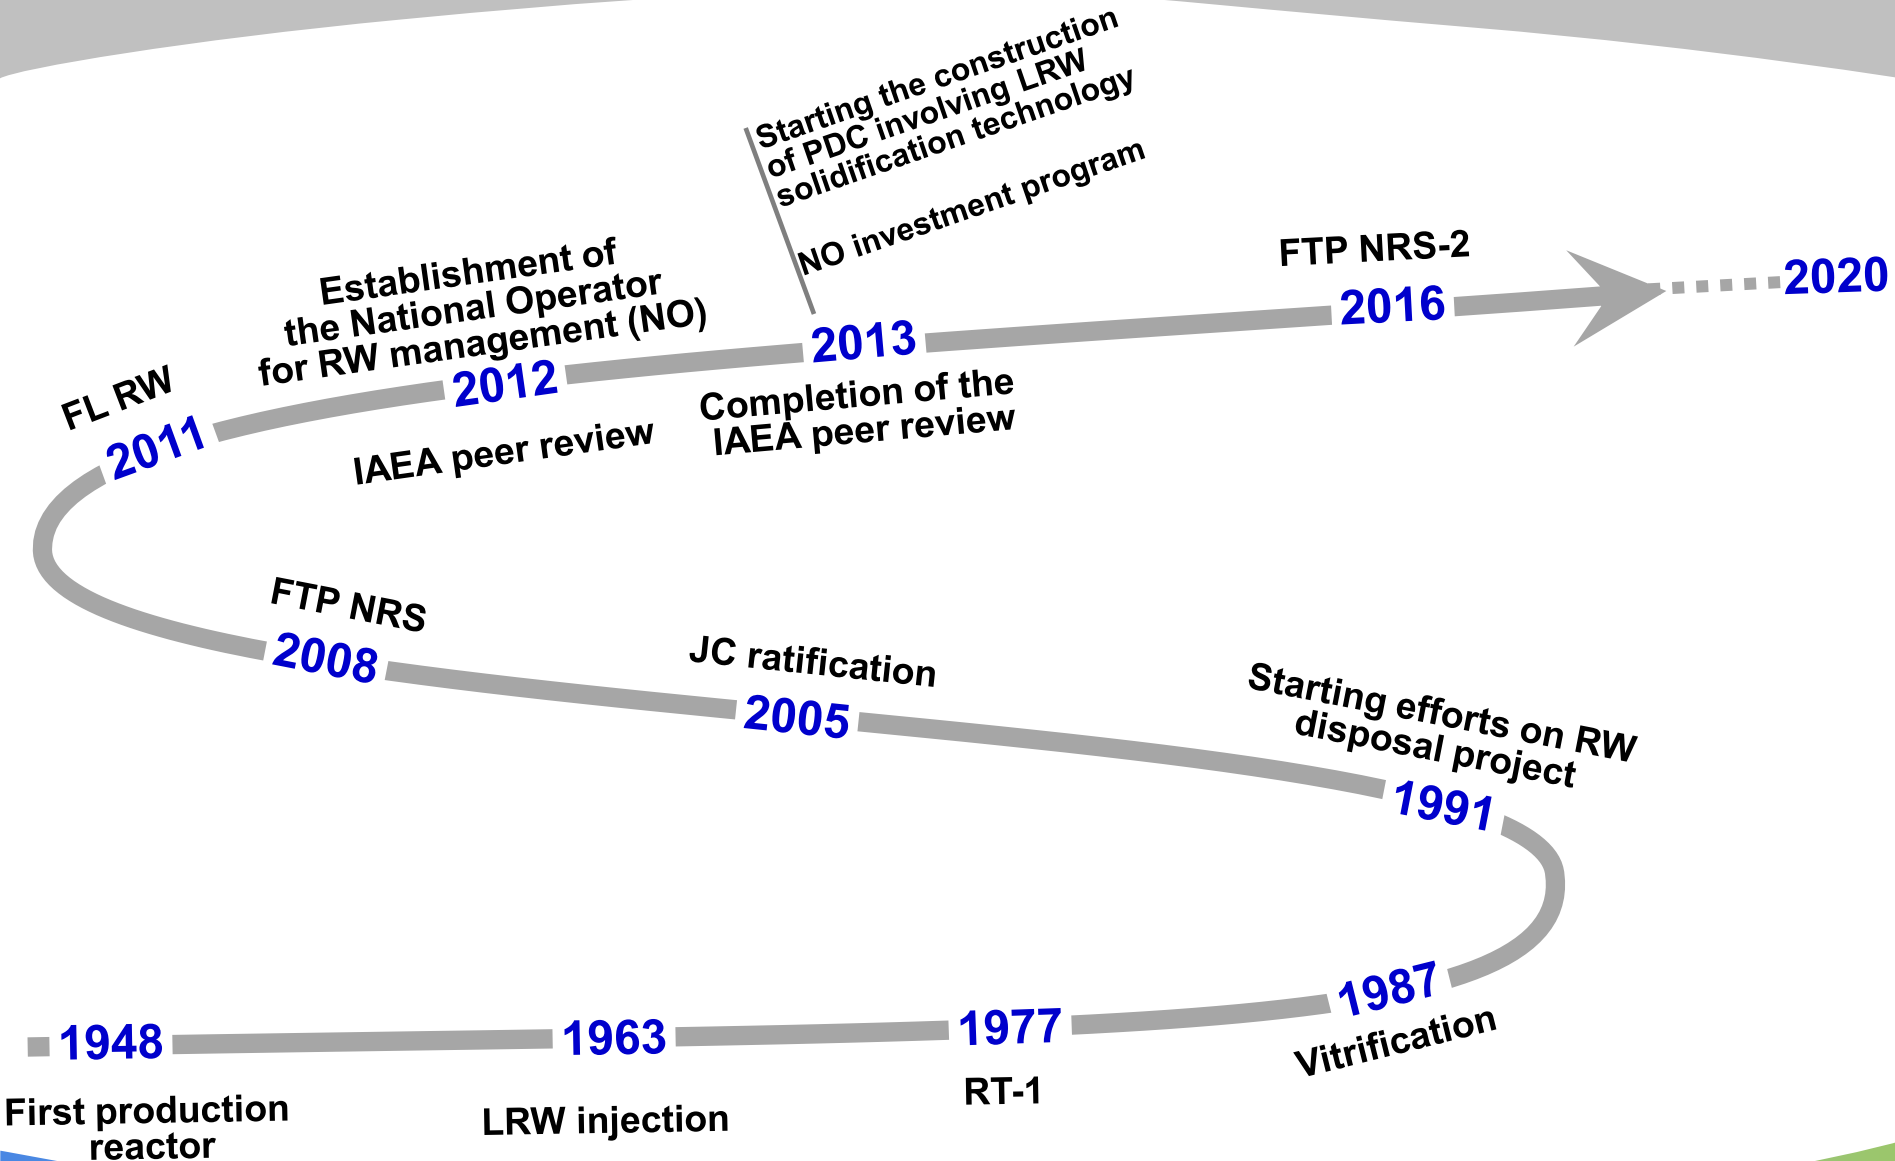 Starting the construction
of PDC involving LRW
solidification technology
NO investment program
FTP NRS-2
2020
2016
Establishment of
the National Operator
for RW management (NO)
2013
2012
FL RW
2011
Completion of the
IAEA peer review
IAEA peer review
FTP NRS
2008
JC ratification
2005
Starting efforts on RW
disposal project
1991
1987
Vitrification
1948
1963
1977
First production
reactor
LRW injection
RT-1